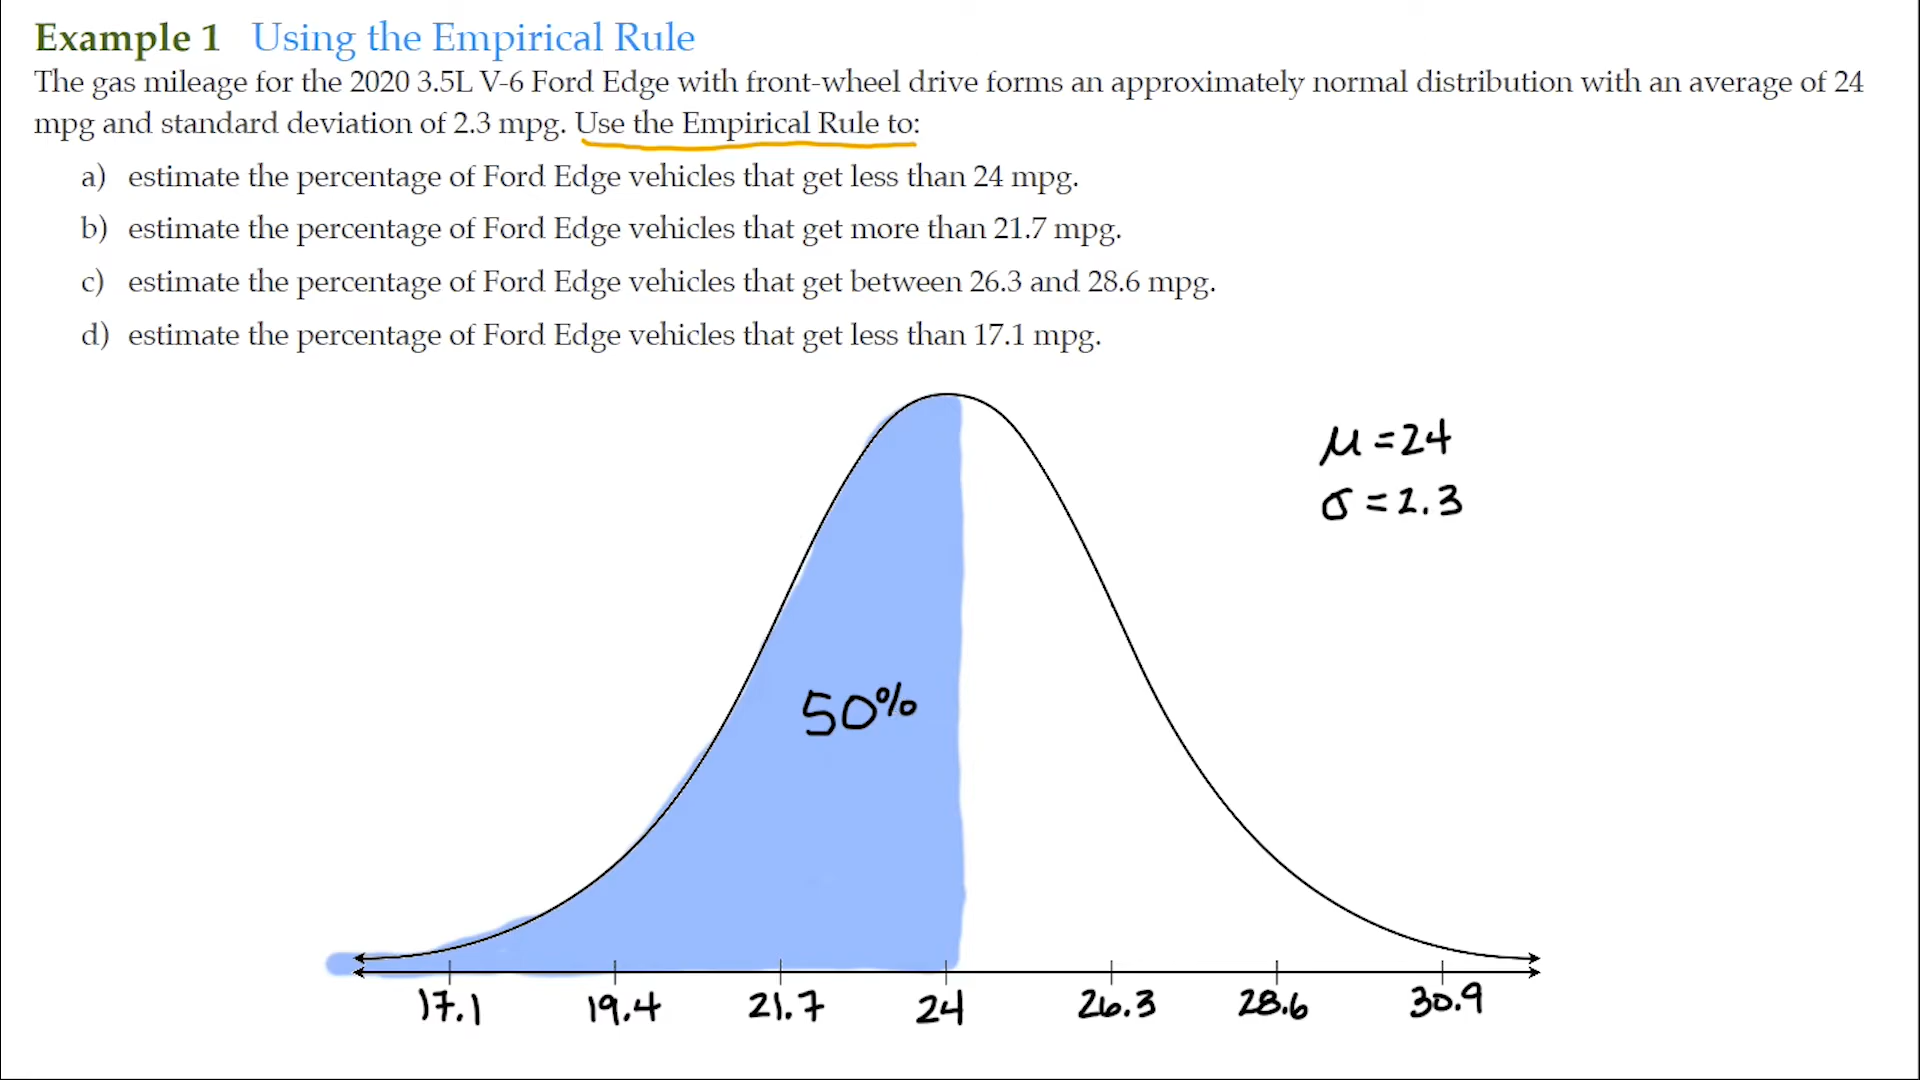 Example 1 Using the Empirical Rule
The gas mileage for the 2020 3.5L V-6 Ford Edge with front-wheel drive forms an approximately normal distribution with an average of 24
mpg and standard deviation of 2.3 mpg. Use the Empirical Rule to:
a) estimate the percentage of Ford Edge vehicles that get less than 24 mpg.
b) estimate the percentage of Ford Edge vehicles that get more than 21.7 mpg.
c) estimate the percentage of Ford Edge vehicles that get between 26.3 and 28.6 mpg.
d) estimate the percentage of Ford Edge vehicles that get less than 17.1 mpg.
μ = 24
σ = 2.3
50%
17.1 19.4 21.7 24 26.3 28.6 30.9